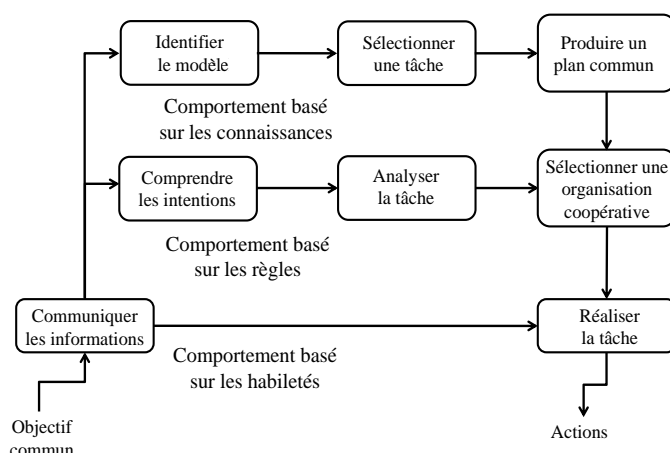 Identifier
le modèle
Sélectionner
une tâche
Produire un
plan commun
Comportement basé
sur les connaissances
Comprendre
les intentions
Analyser
la tâche
Sélectionner une
organisation
coopérative
Comportement basé
sur les règles
Communiquer
les informations
Réaliser
la tâche
Comportement basé
sur les habiletés
Objectif
commun
Actions